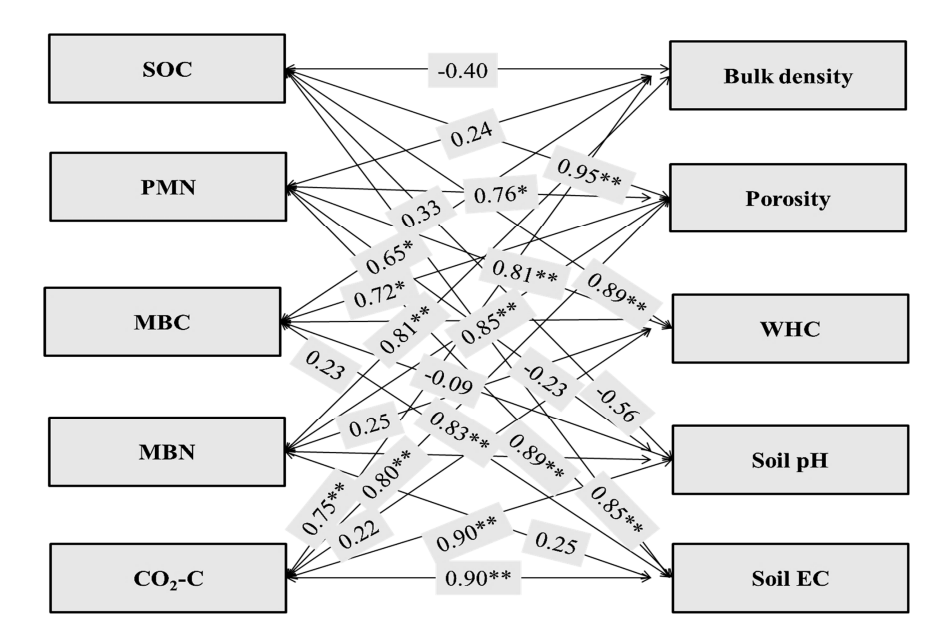 SOC
Bulk density
-0.40
0.24
0.95**
PMN
Porosity
0.76*
0.33
0.65*
0.81**
0.89**
0.72*
MBC
WHC
0.81**
0.85**
0.23
-0.09
-0.23
-0.56
0.25
0.83**
0.89**
MBN
Soil pH
0.80**
0.75**
0.85**
0.22
0.90**
0.25
CO₂-C
Soil EC
0.90**